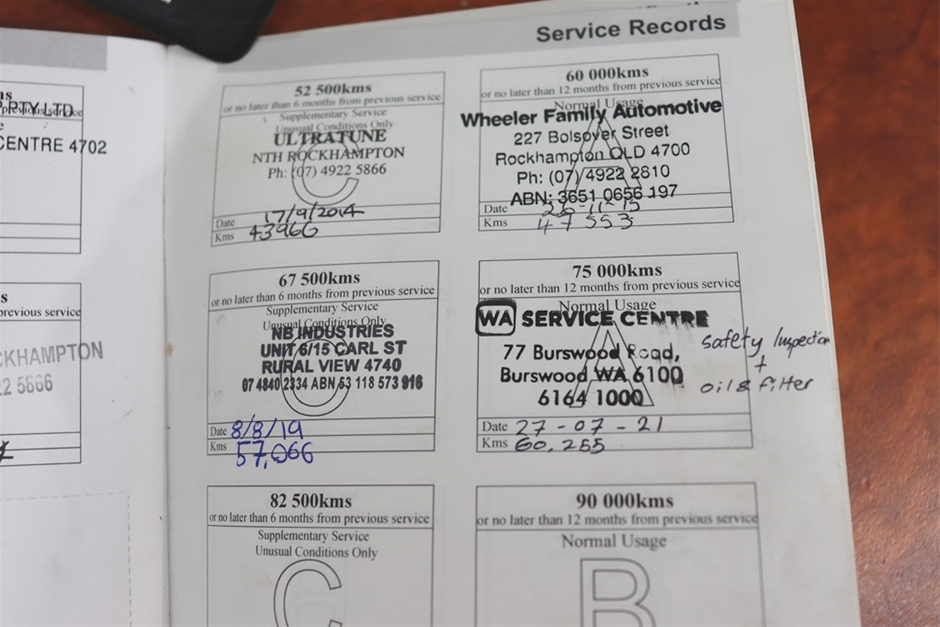 Service Records
P PTY LTD
previous service
CENTRE 4702
s
previous service
CKHAMPTON
22 5866
52 500kms
or no later than 6 months from previous service
Supplementary Service
Unusual Conditions Only
ULTRATUNE
NTH ROCKHAMPTON
Ph: (07) 4922 5866
C
Date 17/9/2014
Kms 43966
60 000kms
or no later than 12 months from previous service
Normal Usage
Wheeler Family Automotive
227 Bolsover Street
Rockhampton QLD 4700
Ph: (07) 4922 2810
ABN: 3651 0656 197
A
Date 26-11-15
Kms 47553
67 500kms
or no later than 6 months from previous service
Supplementary Service
Unusual Conditions Only
NB INDUSTRIES
UNIT 6/15 CARL ST
RURAL VIEW 4740
07 4840 2334 ABN 53 118 573 916
C
Date 8/8/19
Kms 57,066
75 000kms
or no later than 12 months from previous service
Normal Usage
WA SERVICE CENTRE
77 Burswood Road,
Burswood WA 6100
6164 1000
A
Date 27-07-21
Kms 60.255
Safety Inspection
+
oil & filter
82 500kms
or no later than 6 months from previous service
Supplementary Service
Unusual Conditions Only
C
90 000kms
or no later than 12 months from previous service
Normal Usage
B